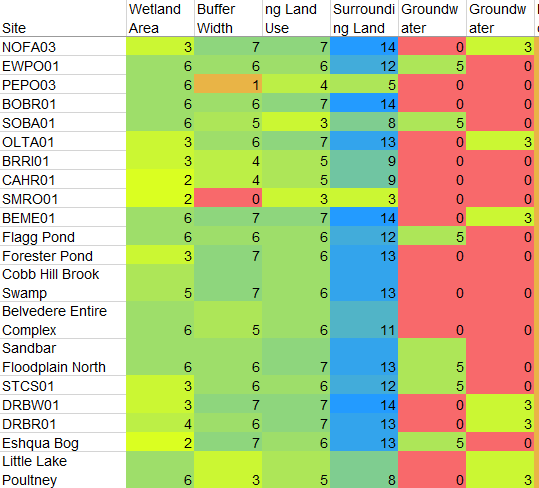 Wetland Buffer ng Land Surroundi Groundw Groundw
Site Area Width Use ng Land ater ater
NOFA03 3 7 7 14 0 3
EWPO01 6 6 6 12 5 0
PEPO03 6 1 4 5 0 0
BOBR01 6 6 7 14 0 0
SOBA01 6 5 3 8 5 0
OLTA01 3 6 7 13 0 3
BRRI01 3 4 5 9 0 0
CAHR01 2 4 5 9 0 0
SMRO01 2 0 3 3 0 0
BEME01 6 7 7 14 0 3
Flagg Pond 6 6 6 12 5 0
Forester Pond 3 7 6 13 0 0
Cobb Hill Brook
Swamp 5 7 6 13 0 0
Belvedere Entire
Complex 6 5 6 11 0 0
Sandbar
Floodplain North 6 6 7 13 5 0
STCS01 3 6 6 12 5 0
DRBW01 3 7 7 14 0 3
DRBR01 4 6 7 13 0 3
Eshqua Bog 2 7 6 13 5 0
Little Lake
Poultney 6 3 5 8 0 3